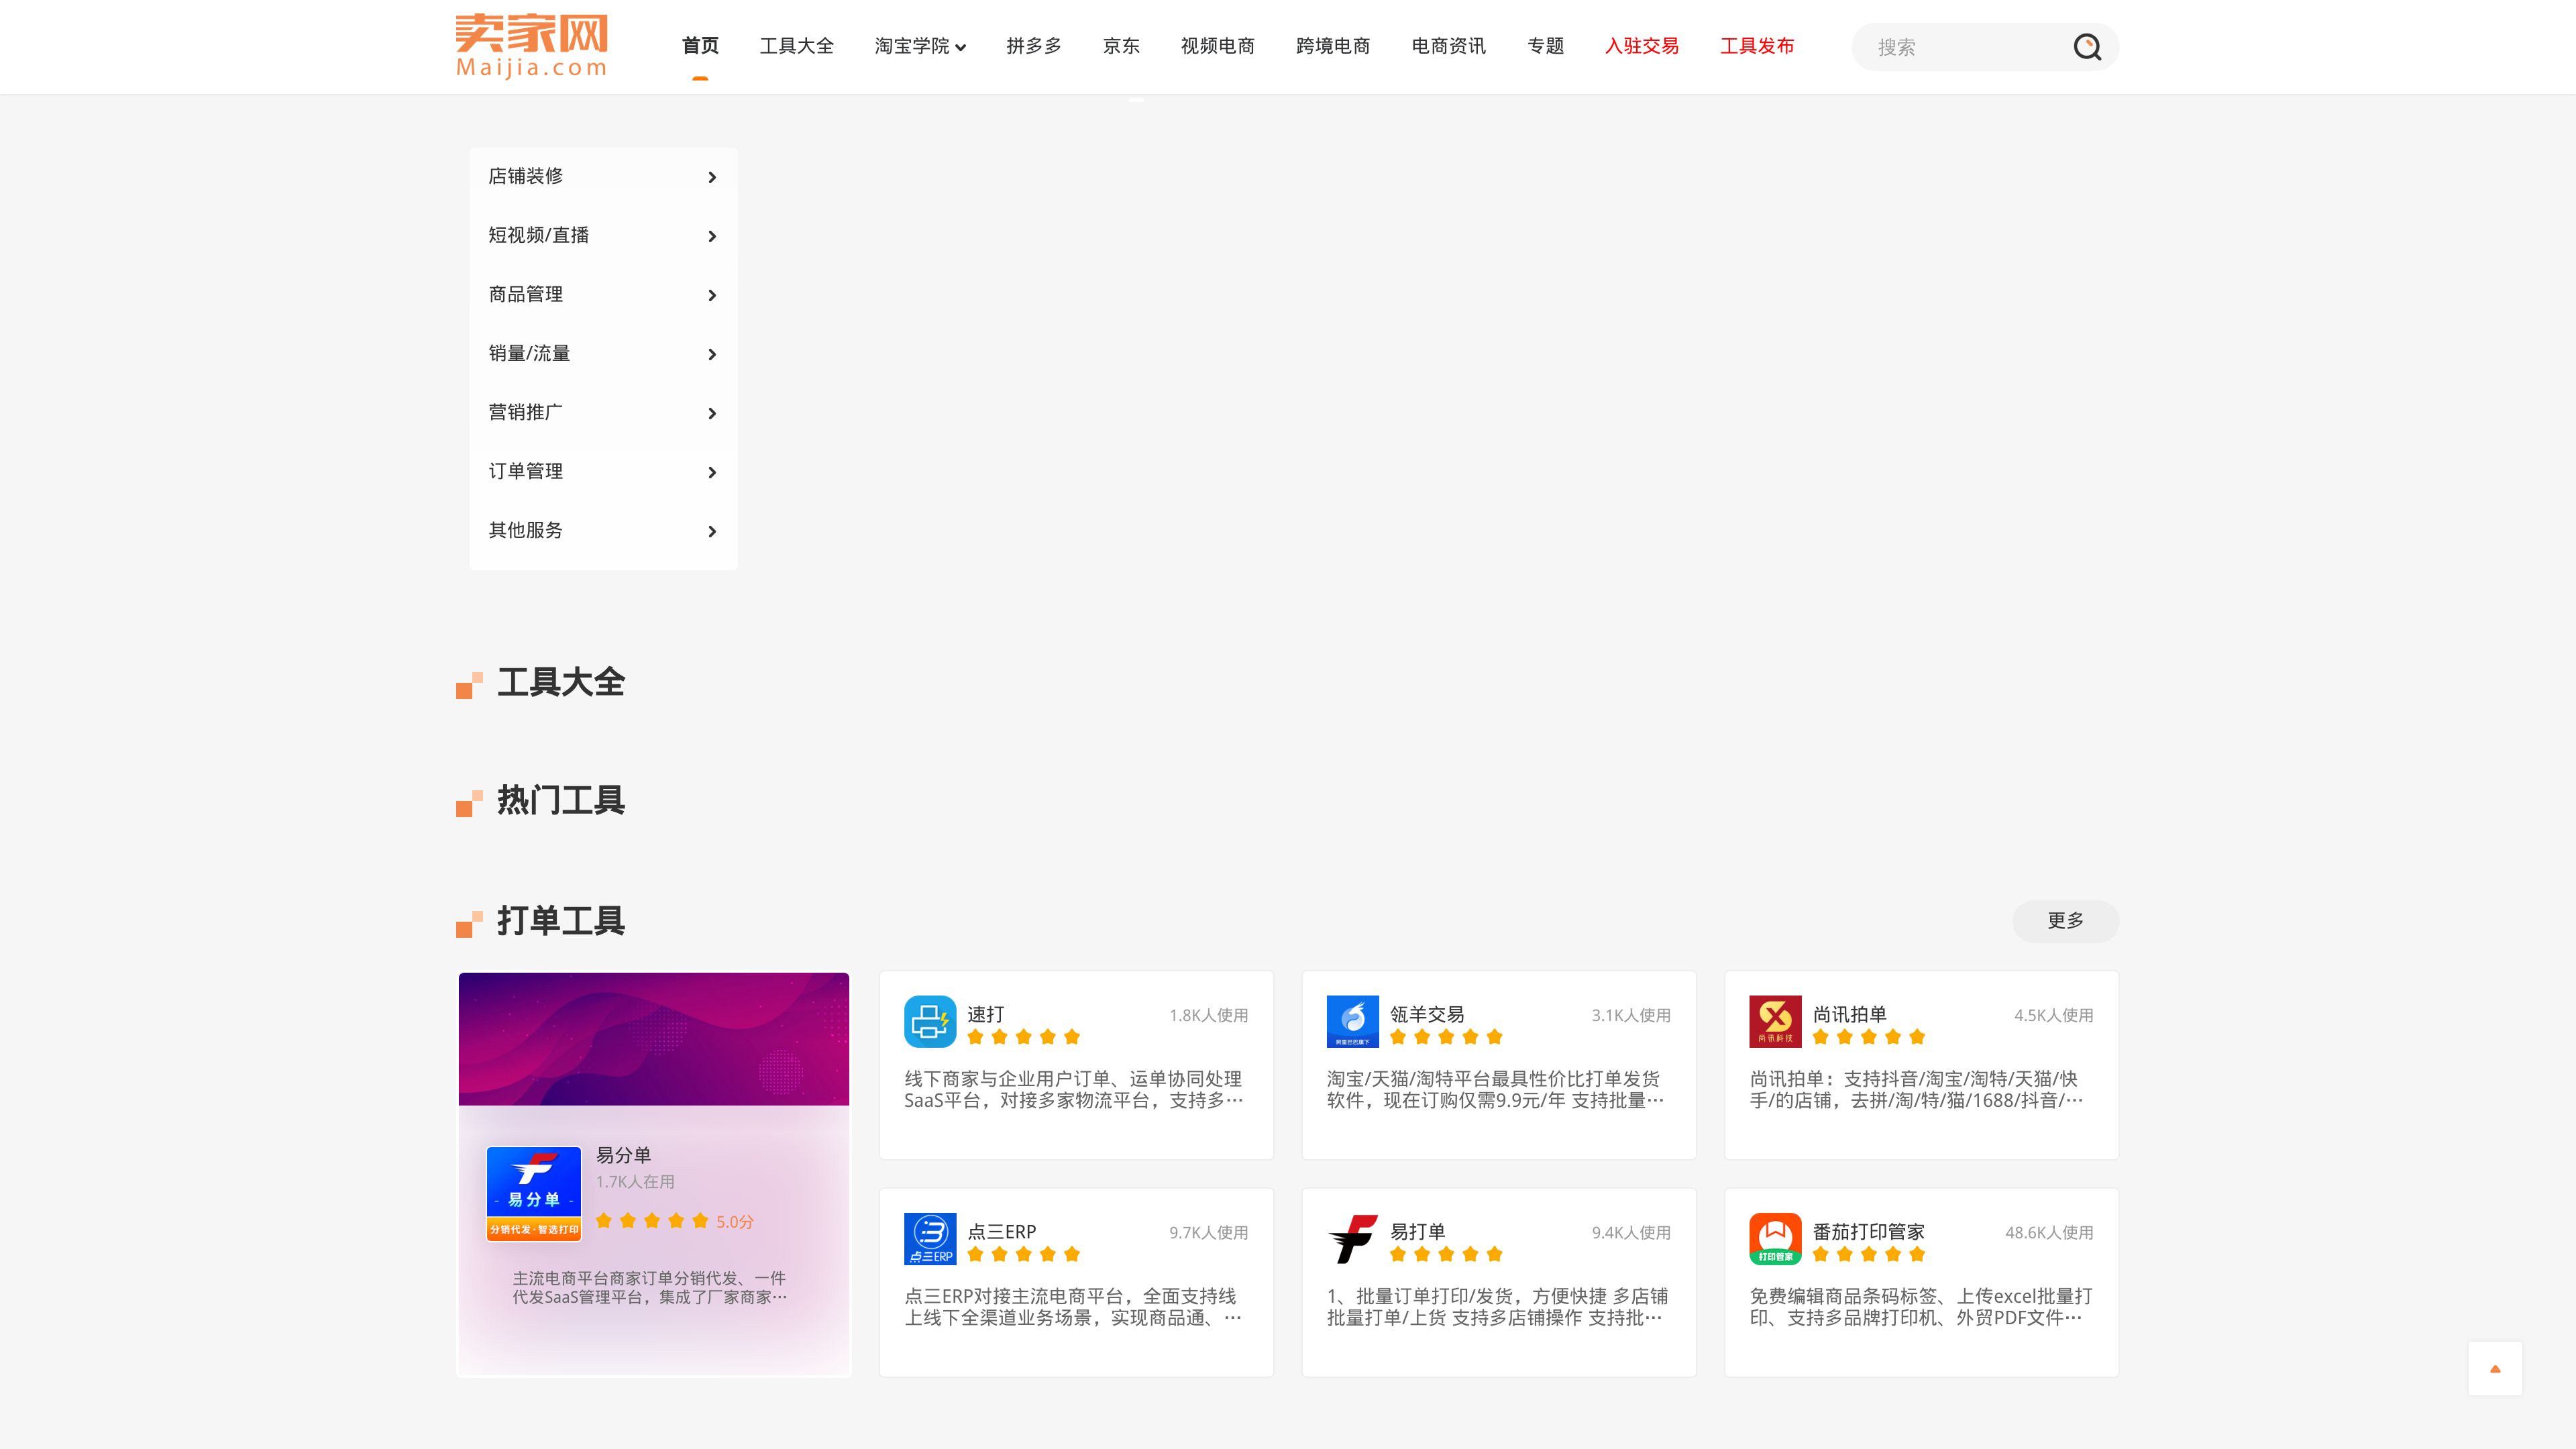 卖家网
Maijia.com
首页 工具大全 淘宝学院 拼多多 京东 视频电商 跨境电商 电商资讯 专题 入驻交易 工具发布 搜索
店铺装修
短视频/直播
商品管理
销量/流量
营销推广
订单管理
其他服务
工具大全
热门工具
打单工具 更多
易分单
分销代发·智选打印
易分单
1.7K人在用
5.0分
主流电商平台商家订单分销代发、一件
代发SaaS管理平台，集成了厂家商家…
速打 1.8K人使用
线下商家与企业用户订单、运单协同处理
SaaS平台，对接多家物流平台，支持多…
阿里巴巴旗下
瓴羊交易 3.1K人使用
淘宝/天猫/淘特平台最具性价比打单发货
软件，现在订购仅需9.9元/年 支持批量…
尚讯科技
尚讯拍单 4.5K人使用
尚讯拍单：支持抖音/淘宝/淘特/天猫/快
手/的店铺，去拼/淘/特/猫/1688/抖音/…
点三ERP
点三ERP 9.7K人使用
点三ERP对接主流电商平台，全面支持线
上线下全渠道业务场景，实现商品通、…
易打单 9.4K人使用
1、批量订单打印/发货，方便快捷 多店铺
批量打单/上货 支持多店铺操作 支持批…
打印管家
番茄打印管家 48.6K人使用
免费编辑商品条码标签、上传excel批量打
印、支持多品牌打印机、外贸PDF文件…